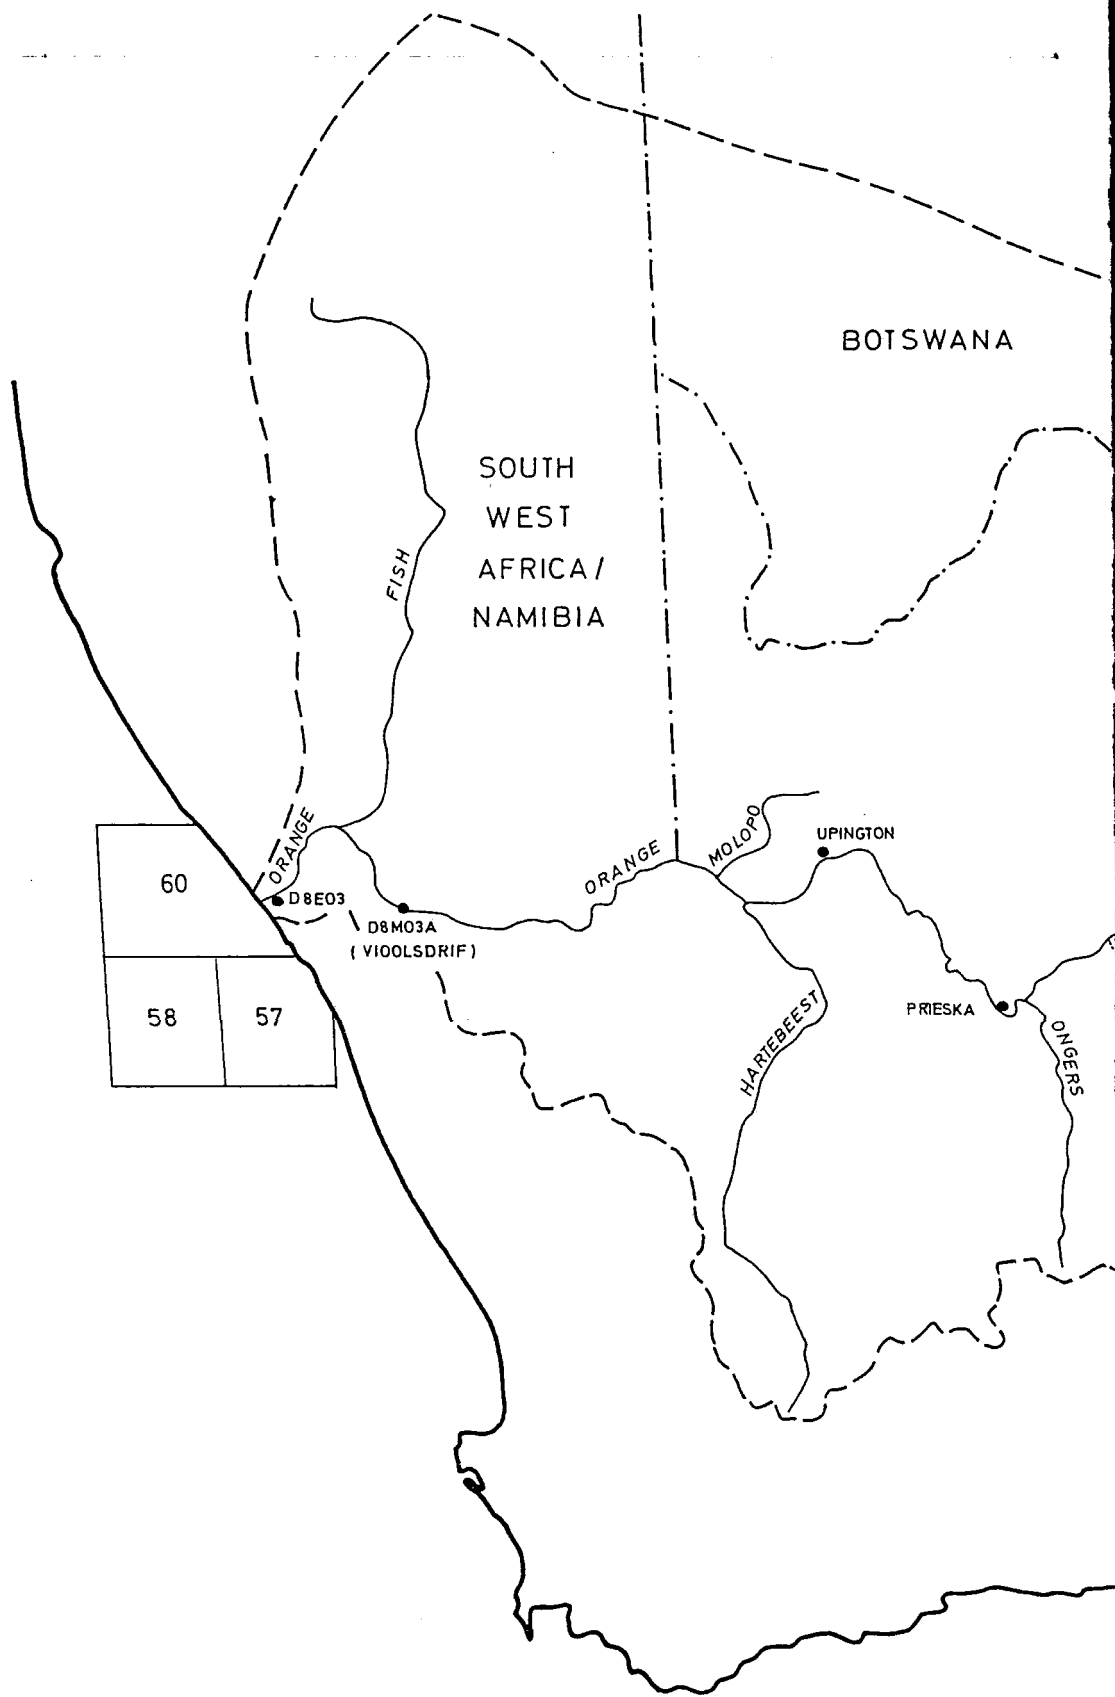 BOTSWANA
SOUTH
WEST
AFRICA/
NAMIBIA
FISH
ORANGE
ORANGE
MOLOPO
UPINGTON
60
D8E03
D8M03A
(VIOOLSDRIF)
58
57
HARTEBEEST
PRIESKA
ONGERS